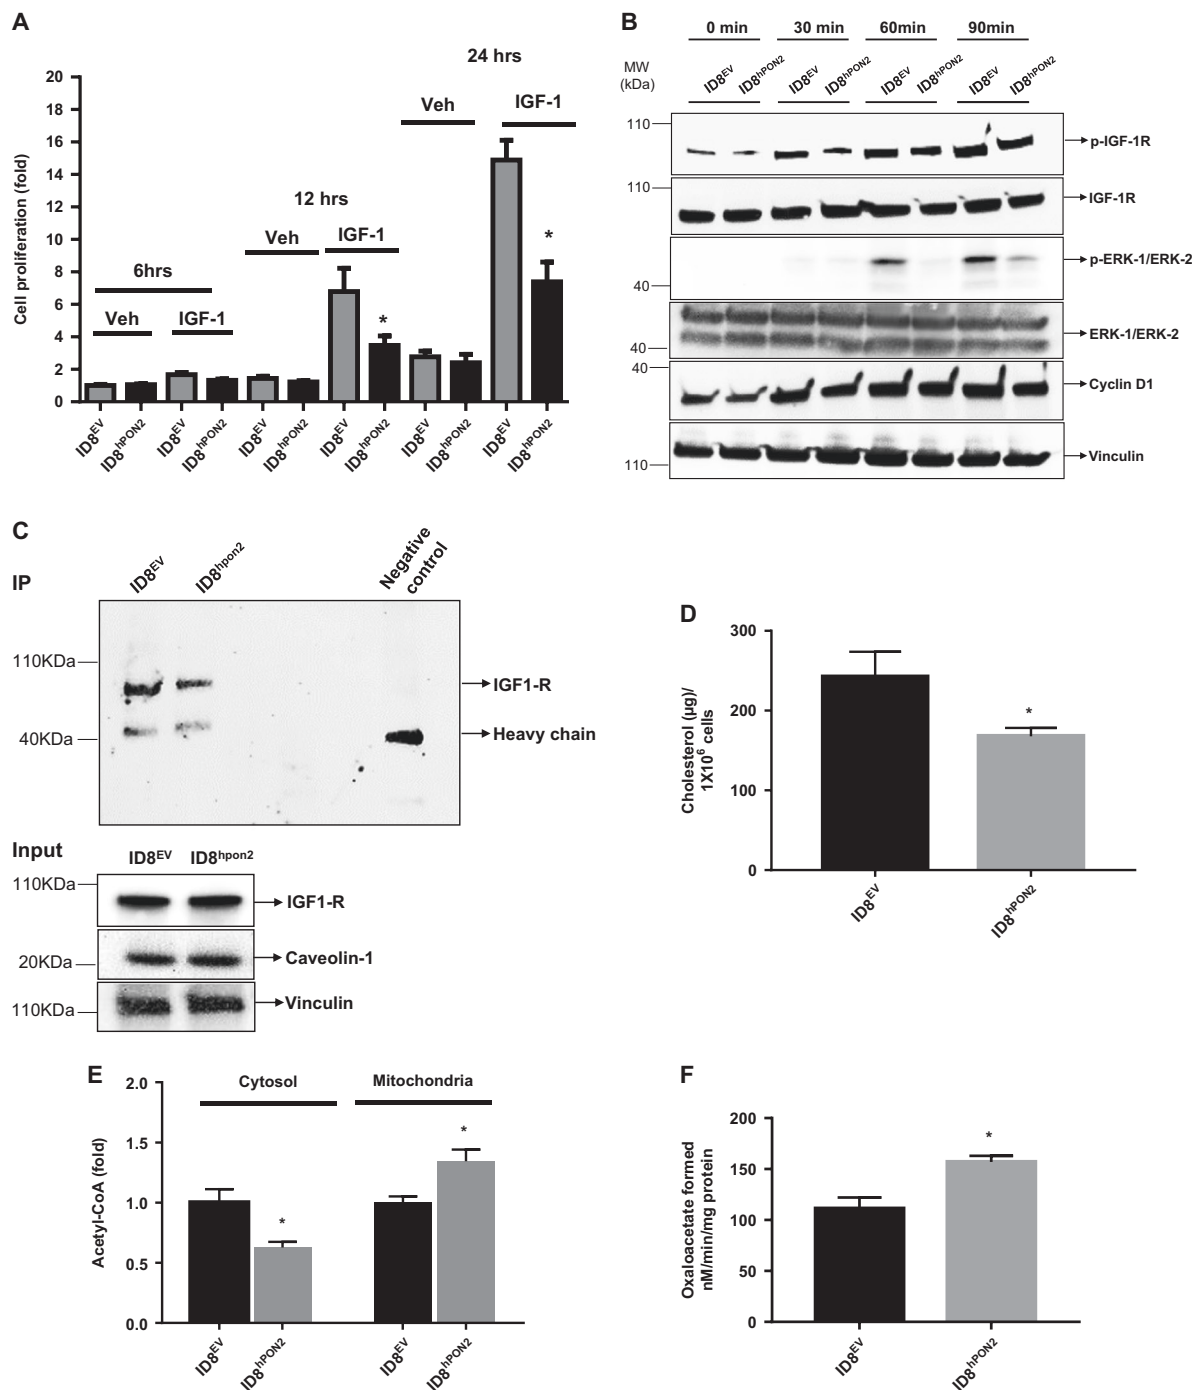 A
24 hrs
20
18
16
14
12
10
8
6
4
2
0
Cell proliferation (fold)
Veh
IGF-1
12 hrs
Veh
IGF-1
6hrs
Veh
IGF-1
*
*
ID8EV
ID8hPON2
ID8EV
ID8hPON2
ID8EV
ID8hPON2
ID8EV
ID8hPON2
ID8EV
ID8hPON2
ID8EV
ID8hPON2
B
0 min 30 min 60min 90min
MW
(kDa)
ID8EV ID8hPON2 ID8EV ID8hPON2 ID8EV ID8hPON2 ID8EV ID8hPON2
110
p-IGF-1R
110
IGF-1R
p-ERK-1/ERK-2
40
ERK-1/ERK-2
40
40
Cyclin D1
Vinculin
110
C
IP
ID8EV ID8hpon2
Negative
control
110KDa
IGF1-R
40KDa
Heavy chain
Input
ID8EV ID8hpon2
110KDa
IGF1-R
Caveolin-1
20KDa
Vinculin
110KDa
D
300
200
100
0
Cholesterol (µg)/
1X106 cells
*
ID8EV
ID8hPON2
E
Cytosol Mitochondria
2.0
1.5
1.0
0.5
0.0
Acetyl-CoA (fold)
*
*
ID8EV
ID8hPON2
ID8EV
ID8hPON2
F
200
150
100
50
0
Oxaloacetate formed
nM/min/mg protein
*
ID8EV
ID8hPON2